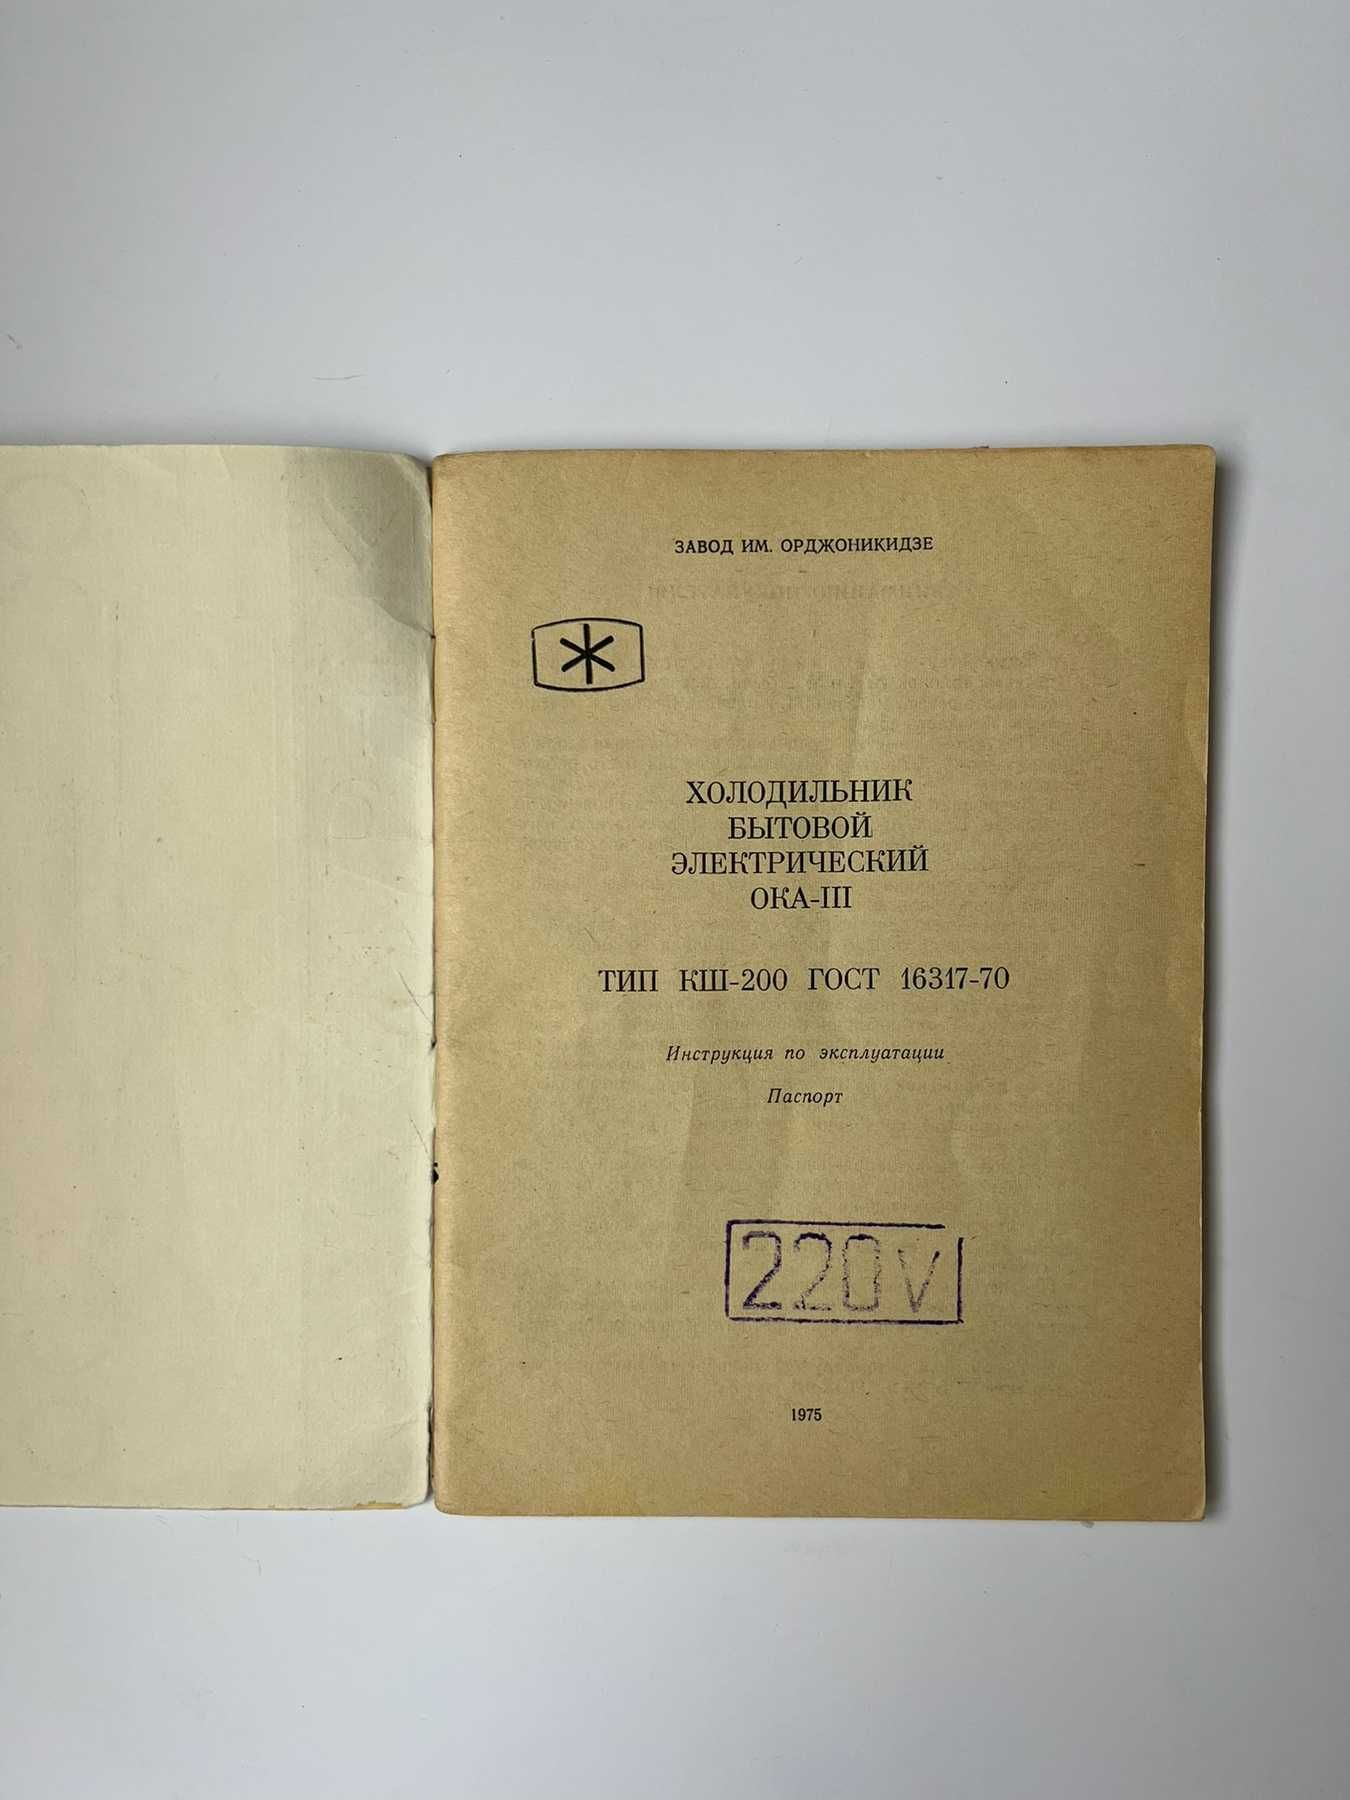 ЗАВОД ИМ. ОРДЖОНИКИДЗЕ
ХОЛОДИЛЬНИК
БЫТОВОЙ
ЭЛЕКТРИЧЕСКИЙ
ОКА-III
ТИП КШ-200 ГОСТ 16317-70
Инструкция по эксплуатации
Паспорт
220V
1975